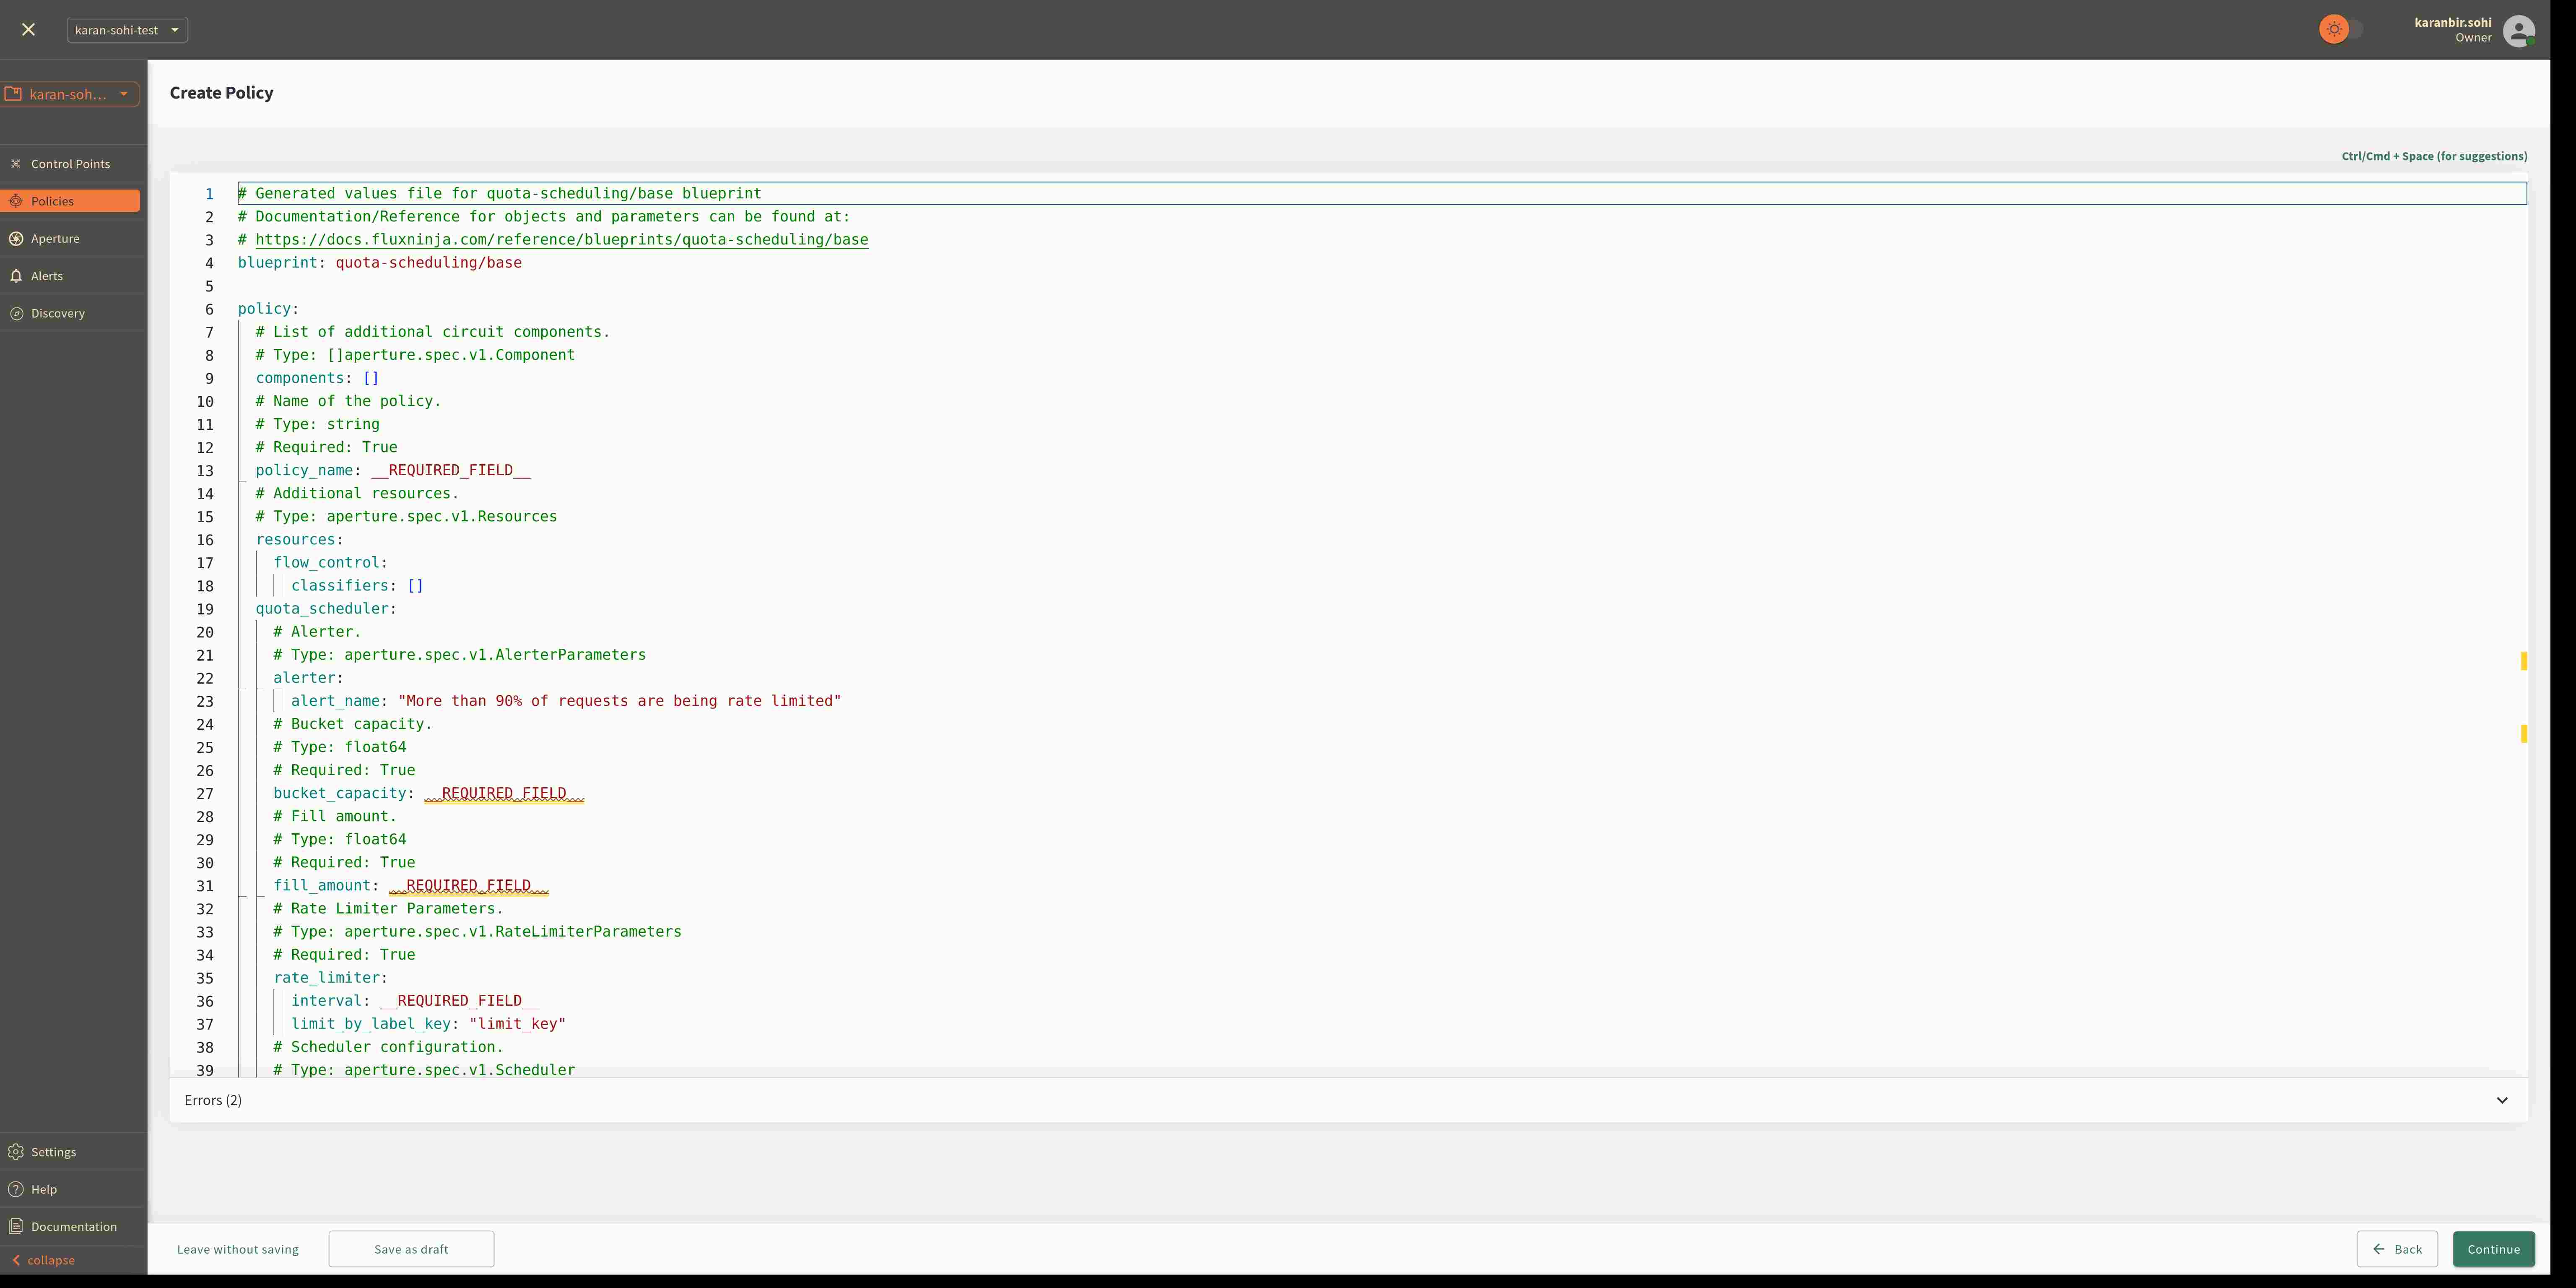 karan-sohi-test
karanbir.sohi
Owner
karan-soh...
Control Points
Policies
Aperture
Alerts
Discovery
Settings
Help
Documentation
collapse
Create Policy
Ctrl/Cmd + Space (for suggestions)
1 # Generated values file for quota-scheduling/base blueprint
2 # Documentation/Reference for objects and parameters can be found at:
3 # https://docs.fluxninja.com/reference/blueprints/quota-scheduling/base
4 blueprint: quota-scheduling/base
5
6 policy:
7   # List of additional circuit components.
8   # Type: []aperture.spec.v1.Component
9   components: []
10   # Name of the policy.
11   # Type: string
12   # Required: True
13   policy_name: __REQUIRED_FIELD__
14   # Additional resources.
15   # Type: aperture.spec.v1.Resources
16   resources:
17     flow_control:
18       classifiers: []
19   quota_scheduler:
20     # Alerter.
21     # Type: aperture.spec.v1.AlerterParameters
22     alerter:
23       alert_name: "More than 90% of requests are being rate limited"
24     # Bucket capacity.
25     # Type: float64
26     # Required: True
27     bucket_capacity: __REQUIRED_FIELD__
28     # Fill amount.
29     # Type: float64
30     # Required: True
31     fill_amount: __REQUIRED_FIELD__
32     # Rate Limiter Parameters.
33     # Type: aperture.spec.v1.RateLimiterParameters
34     # Required: True
35     rate_limiter:
36       interval: __REQUIRED_FIELD__
37       limit_by_label_key: "limit_key"
38     # Scheduler configuration.
39     # Type: aperture.spec.v1.Scheduler
Errors (2)
Leave without saving
Save as draft
Back
Continue